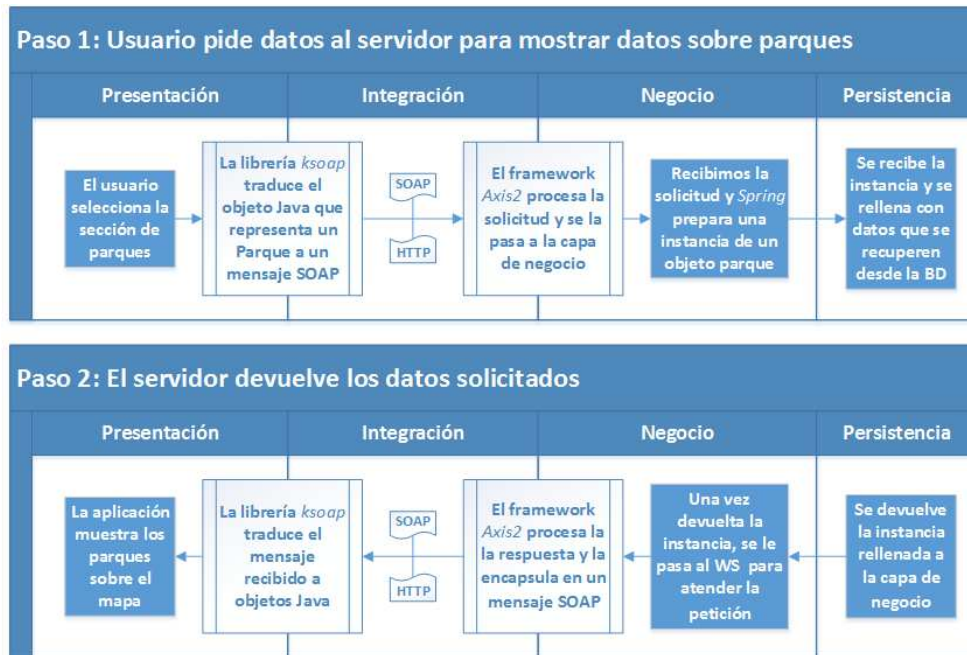 Paso 1: Usuario pide datos al servidor para mostrar datos sobre parques
Presentación
Integración
Negocio
Persistencia
El usuario
selecciona la
sección de
parques
La librería ksoap
traduce el
objeto Java que
representa un
Parque a un
mensaje SOAP
SOAP
HTTP
El framework
Axis2 procesa la
solicitud y se la
pasa a la capa
de negocio
Recibimos la
solicitud y Spring
prepara una
instancia de un
objeto parque
Se recibe la
instancia y se
rellena con
datos que se
recuperen
desde la BD
Paso 2: El servidor devuelve los datos solicitados
Presentación
Integración
Negocio
Persistencia
La aplicación
muestra los
parques
sobre el
mapa
La librería ksoap
traduce el
mensaje
recibido a
objetos Java
SOAP
HTTP
El framework
Axis2 procesa la
la respuesta y la
encapsula en un
mensaje SOAP
Una vez
devuelta la
instancia, se le
pasa al WS para
atender la
petición
Se devuelve
la instancia
rellenada a
la capa de
negocio